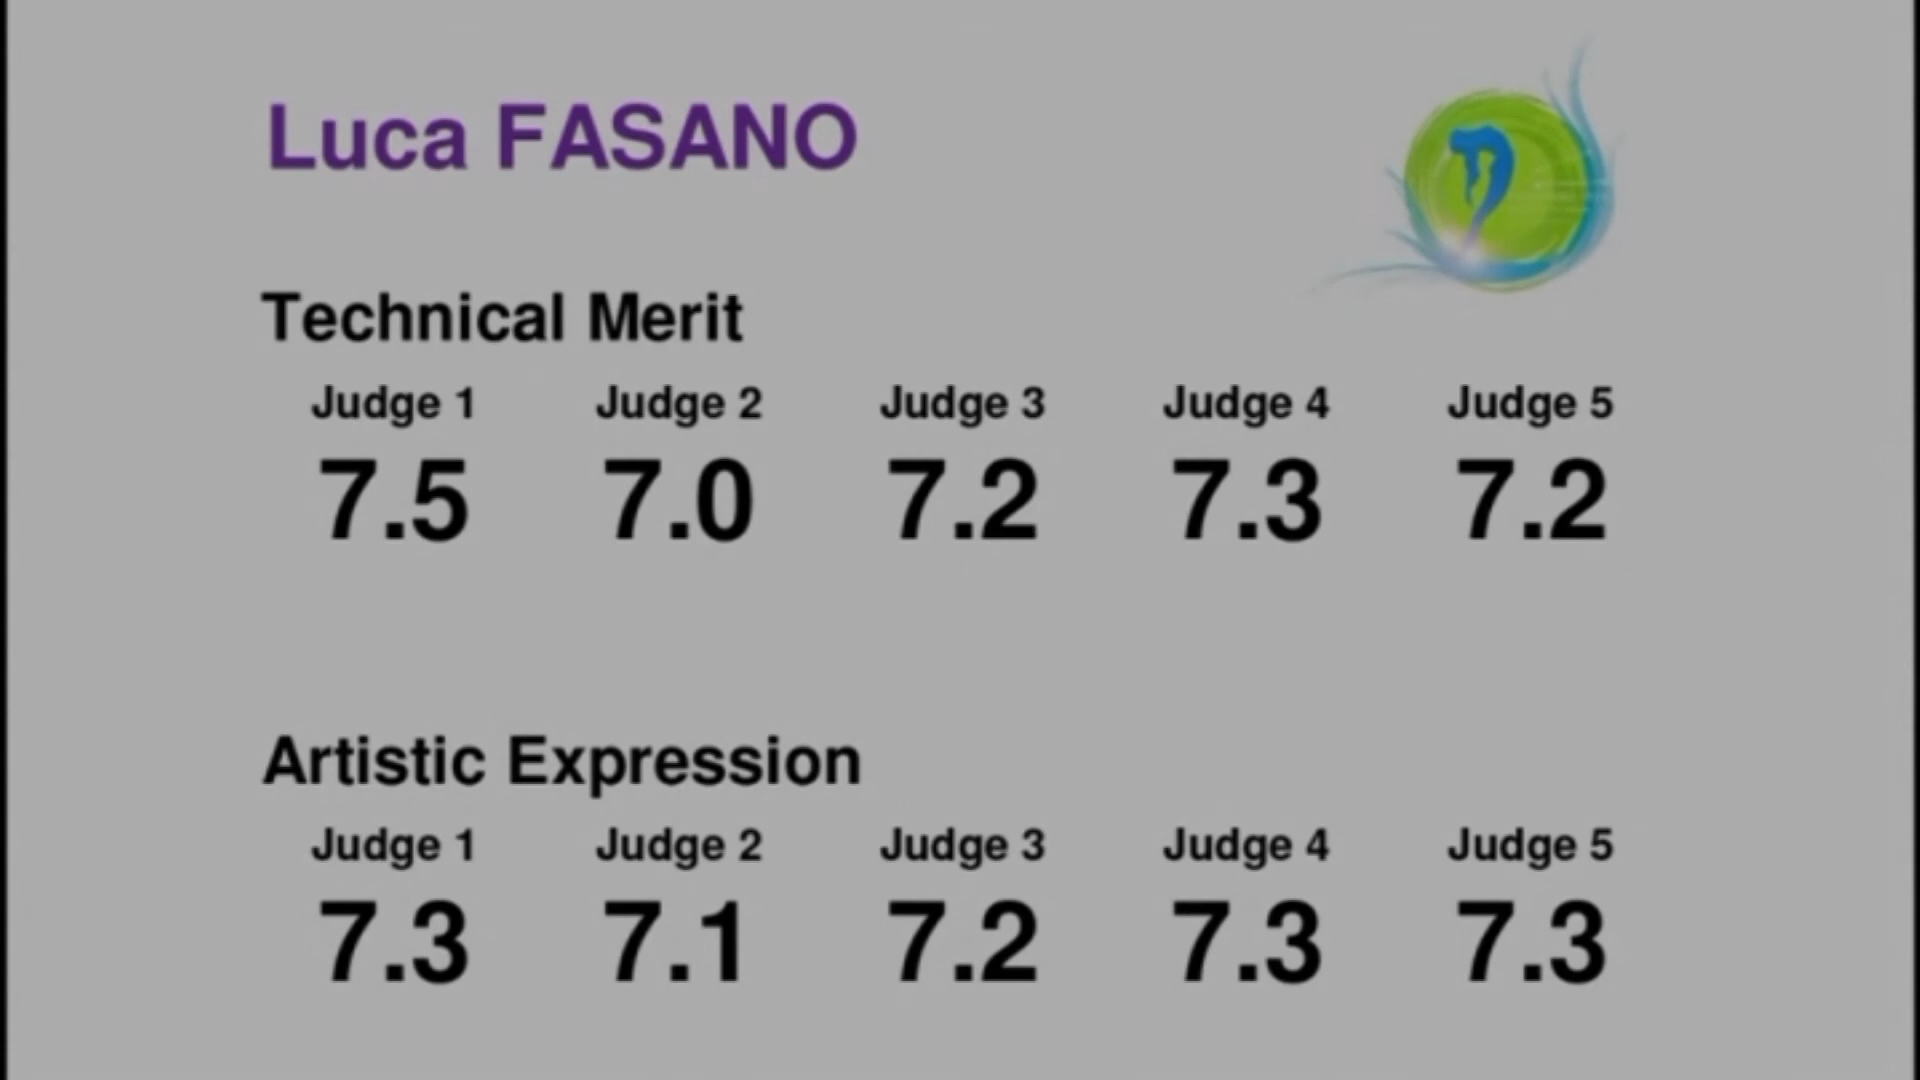 Luca FASANO
Technical Merit
Judge 1 Judge 2 Judge 3 Judge 4 Judge 5
7.5 7.0 7.2 7.3 7.2
Artistic Expression
Judge 1 Judge 2 Judge 3 Judge 4 Judge 5
7.3 7.1 7.2 7.3 7.3